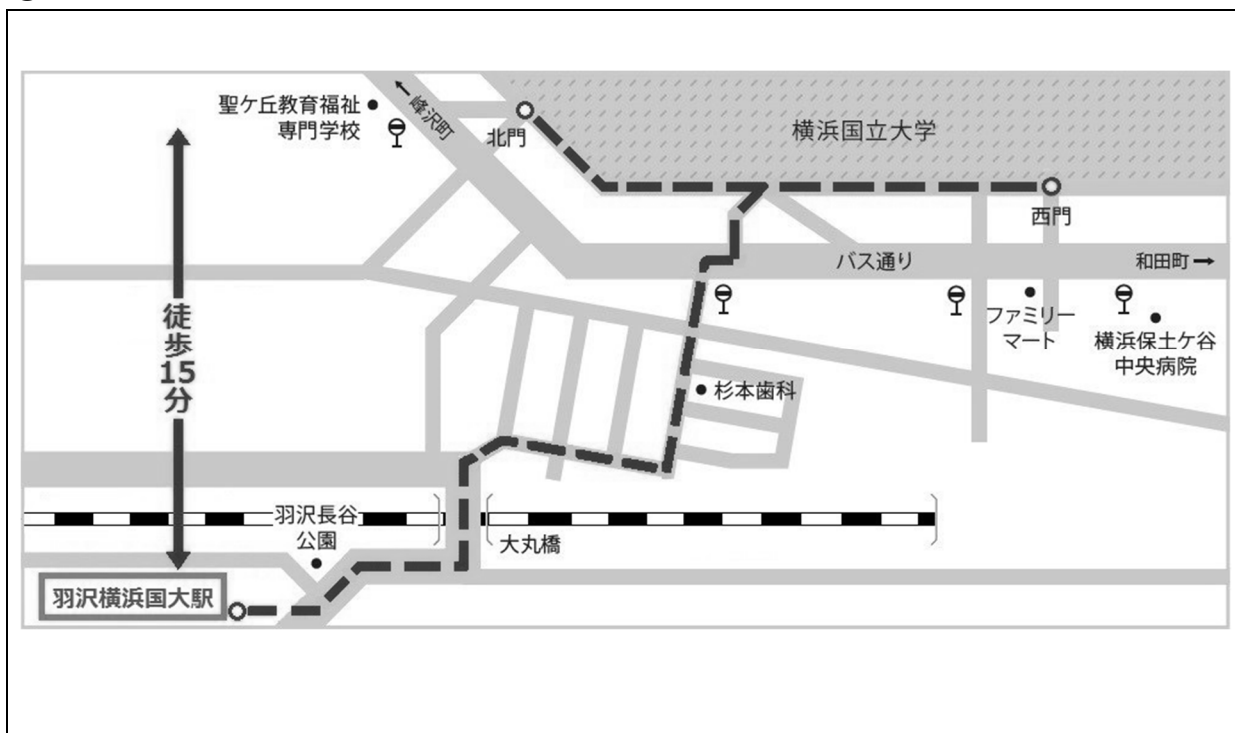 聖ケ丘教育福祉
専門学校
峰沢町
北門
横浜国立大学
西門
バス通り
和田町
ファミリー
マート
横浜保土ケ谷
中央病院
徒歩15分
杉本歯科
羽沢長谷
公園
大丸橋
羽沢横浜国大駅